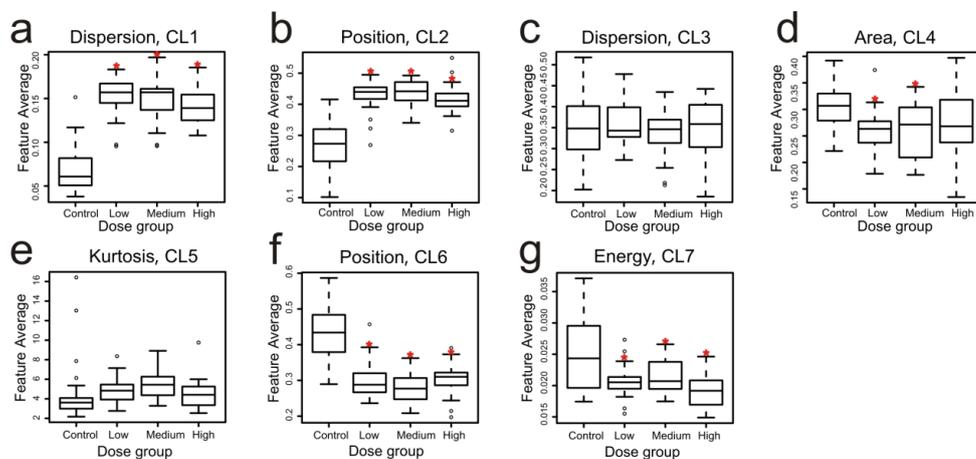 a
Dispersion, CL1
Feature Average
0.20
0.15
0.10
0.05
Control Low Medium High
Dose group
b
Position, CL2
Feature Average
0.5
0.4
0.3
0.2
0.1
Control Low Medium High
Dose group
c
Dispersion, CL3
Feature Average
0.50
0.45
0.40
0.35
0.30
0.25
0.20
Control Low Medium High
Dose group
d
Area, CL4
Feature Average
0.40
0.35
0.30
0.25
0.20
0.15
Control Low Medium High
Dose group
e
Kurtosis, CL5
Feature Average
16
14
12
10
8
6
4
2
Control Low Medium High
Dose group
f
Position, CL6
Feature Average
0.6
0.5
0.4
0.3
0.2
Control Low Medium High
Dose group
g
Energy, CL7
Feature Average
0.035
0.025
0.020
0.015
Control Low Medium High
Dose group